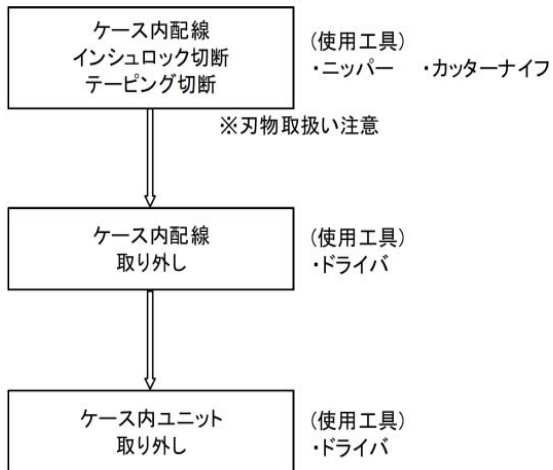 ケース内配線
インシュロック切断
テーピング切断
(使用工具)
・ニッパー　・カッターナイフ
※刃物取扱い注意
ケース内配線
取り外し
(使用工具)
・ドライバ
ケース内ユニット
取り外し
(使用工具)
・ドライバ